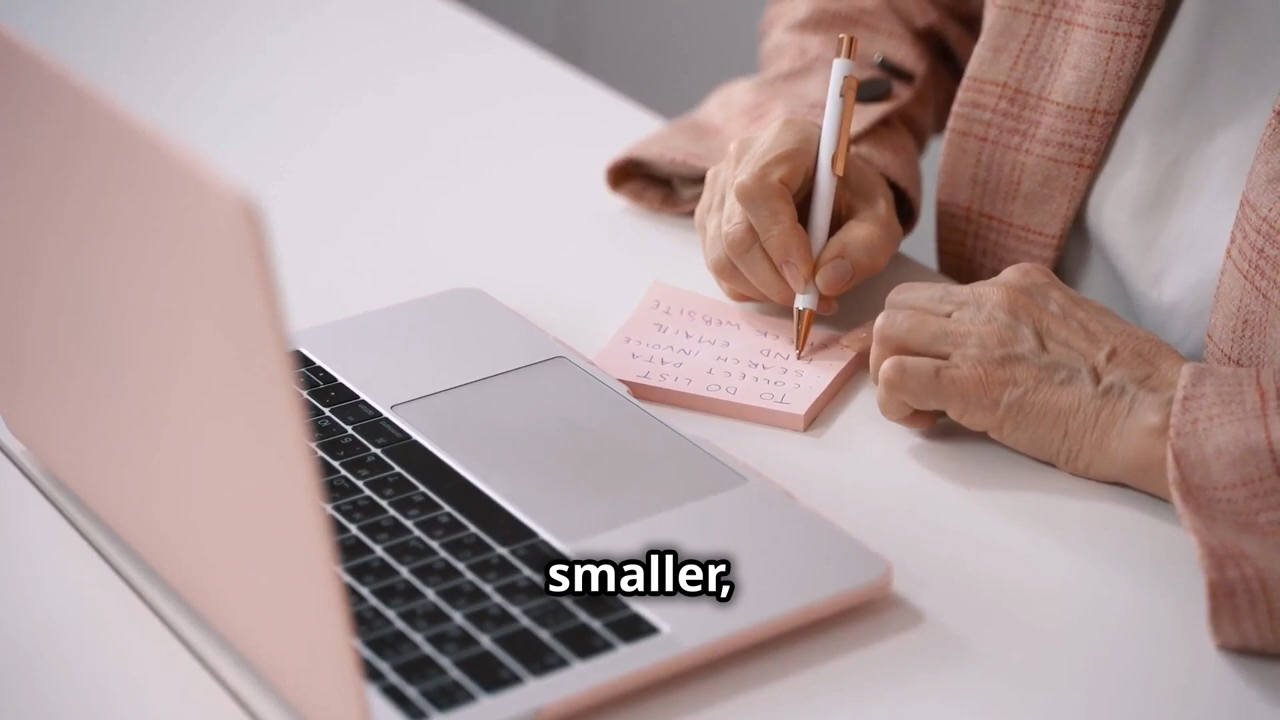 TO DO LIST
· COLLECT DATA
· SEARCH INVOICE
EMAIL
WEBSITE
smaller,